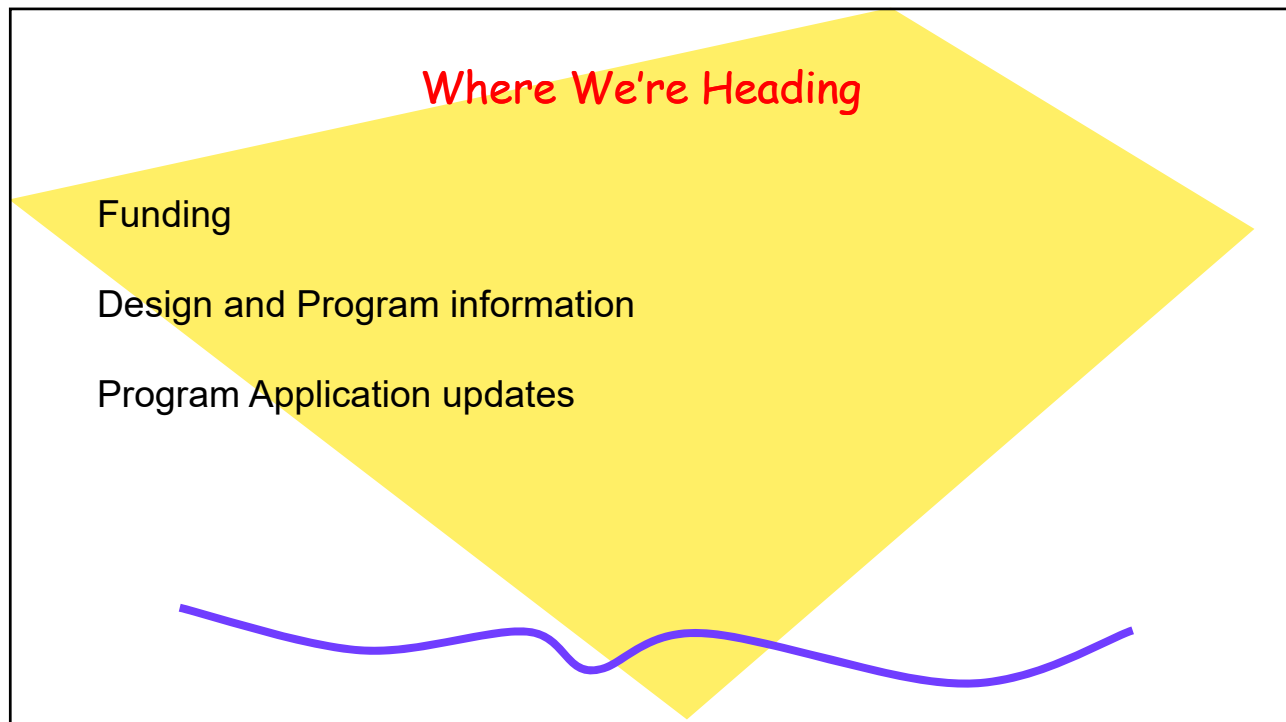 Where We're Heading
Funding
Design and Program information
Program Application updates